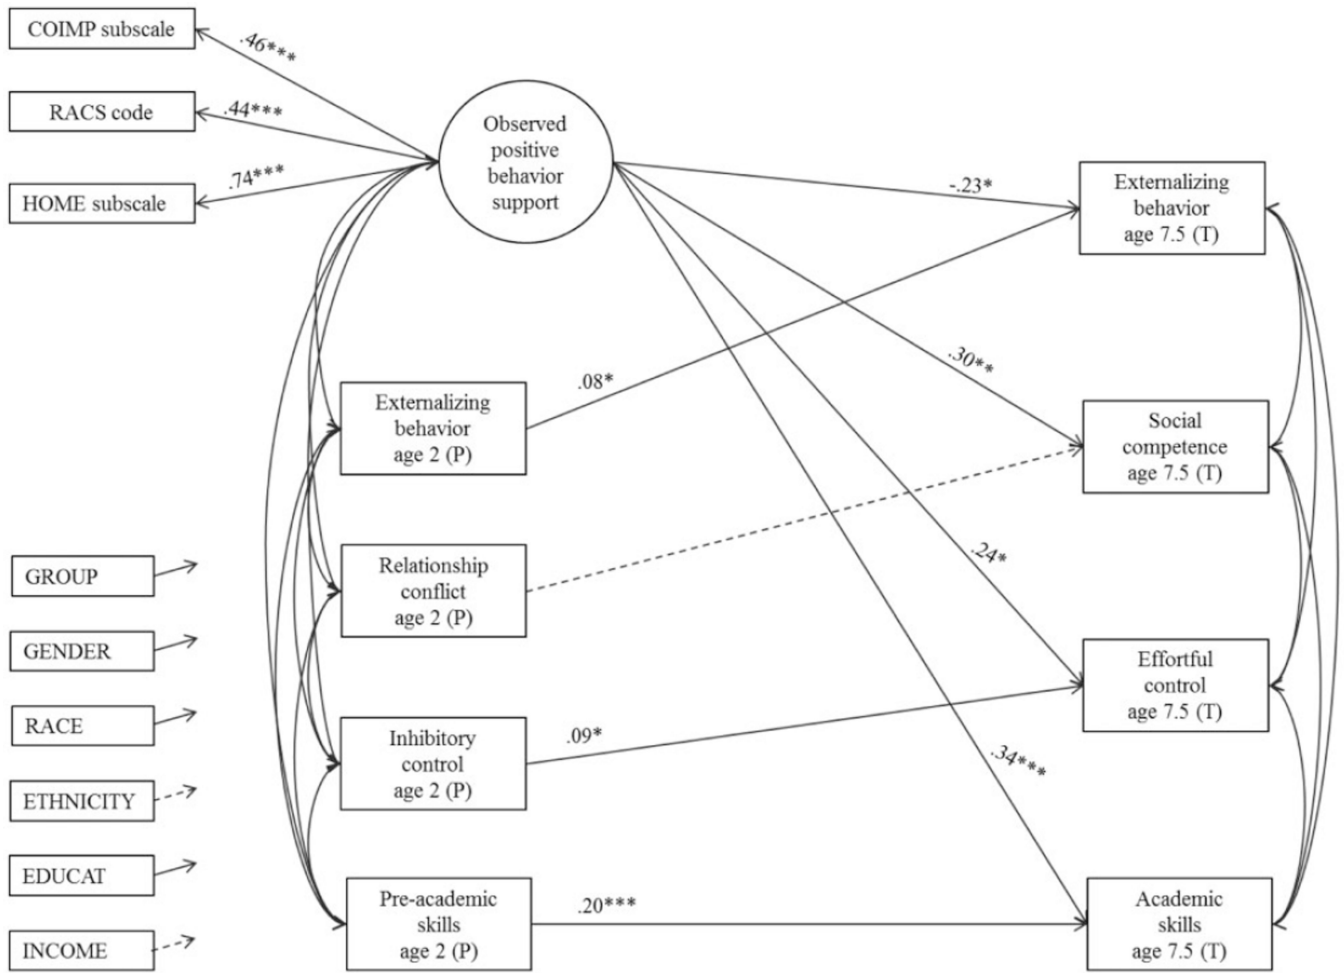 COIMP subscale
.46***
RACS code
.44***
HOME subscale
.74***
Observed
positive
behavior
support
-.23*
Externalizing
behavior
age 7.5 (T)
.30**
Externalizing
behavior
age 2 (P)
.08*
Social
competence
age 7.5 (T)
GROUP
Relationship
conflict
age 2 (P)
.24*
GENDER
Effortful
control
age 7.5 (T)
RACE
Inhibitory
control
age 2 (P)
.09*
.34***
ETHNICITY
EDUCAT
Pre-academic
skills
age 2 (P)
.20***
Academic
skills
age 7.5 (T)
INCOME